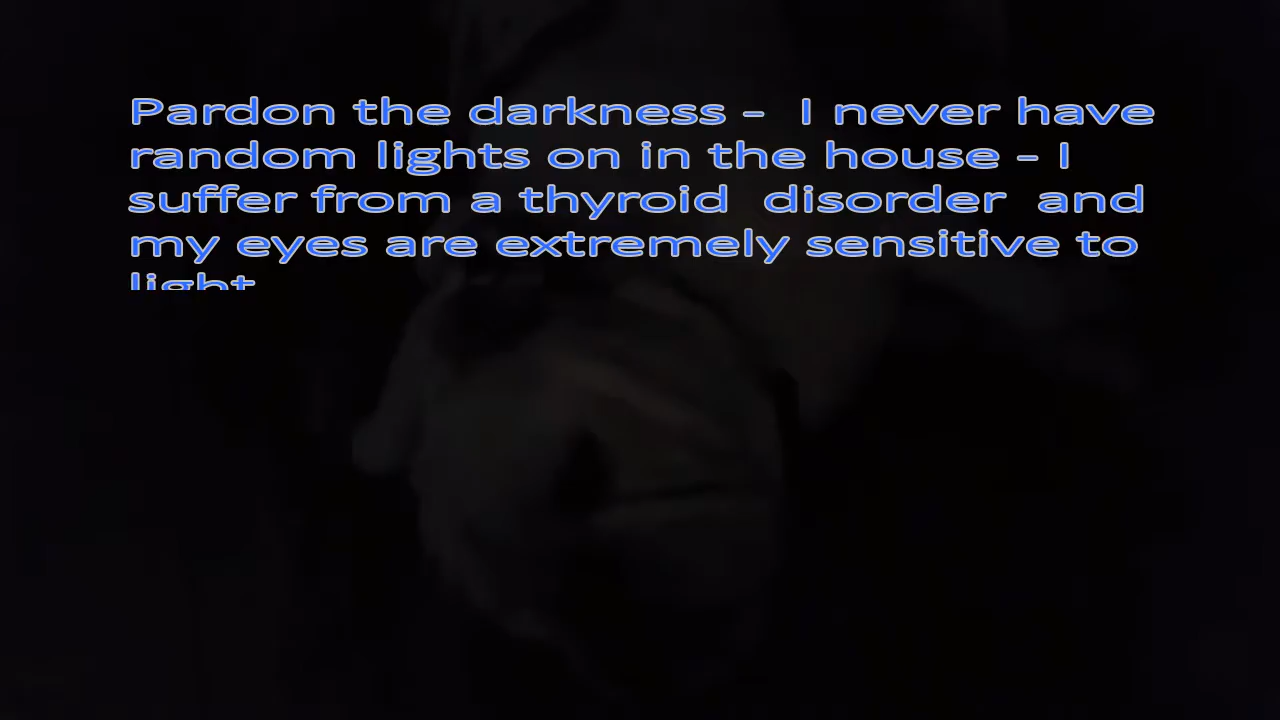 Pardon the darkness - I never have
random lights on in the house - I
suffer from a thyroid disorder and
my eyes are extremely sensitive to
light